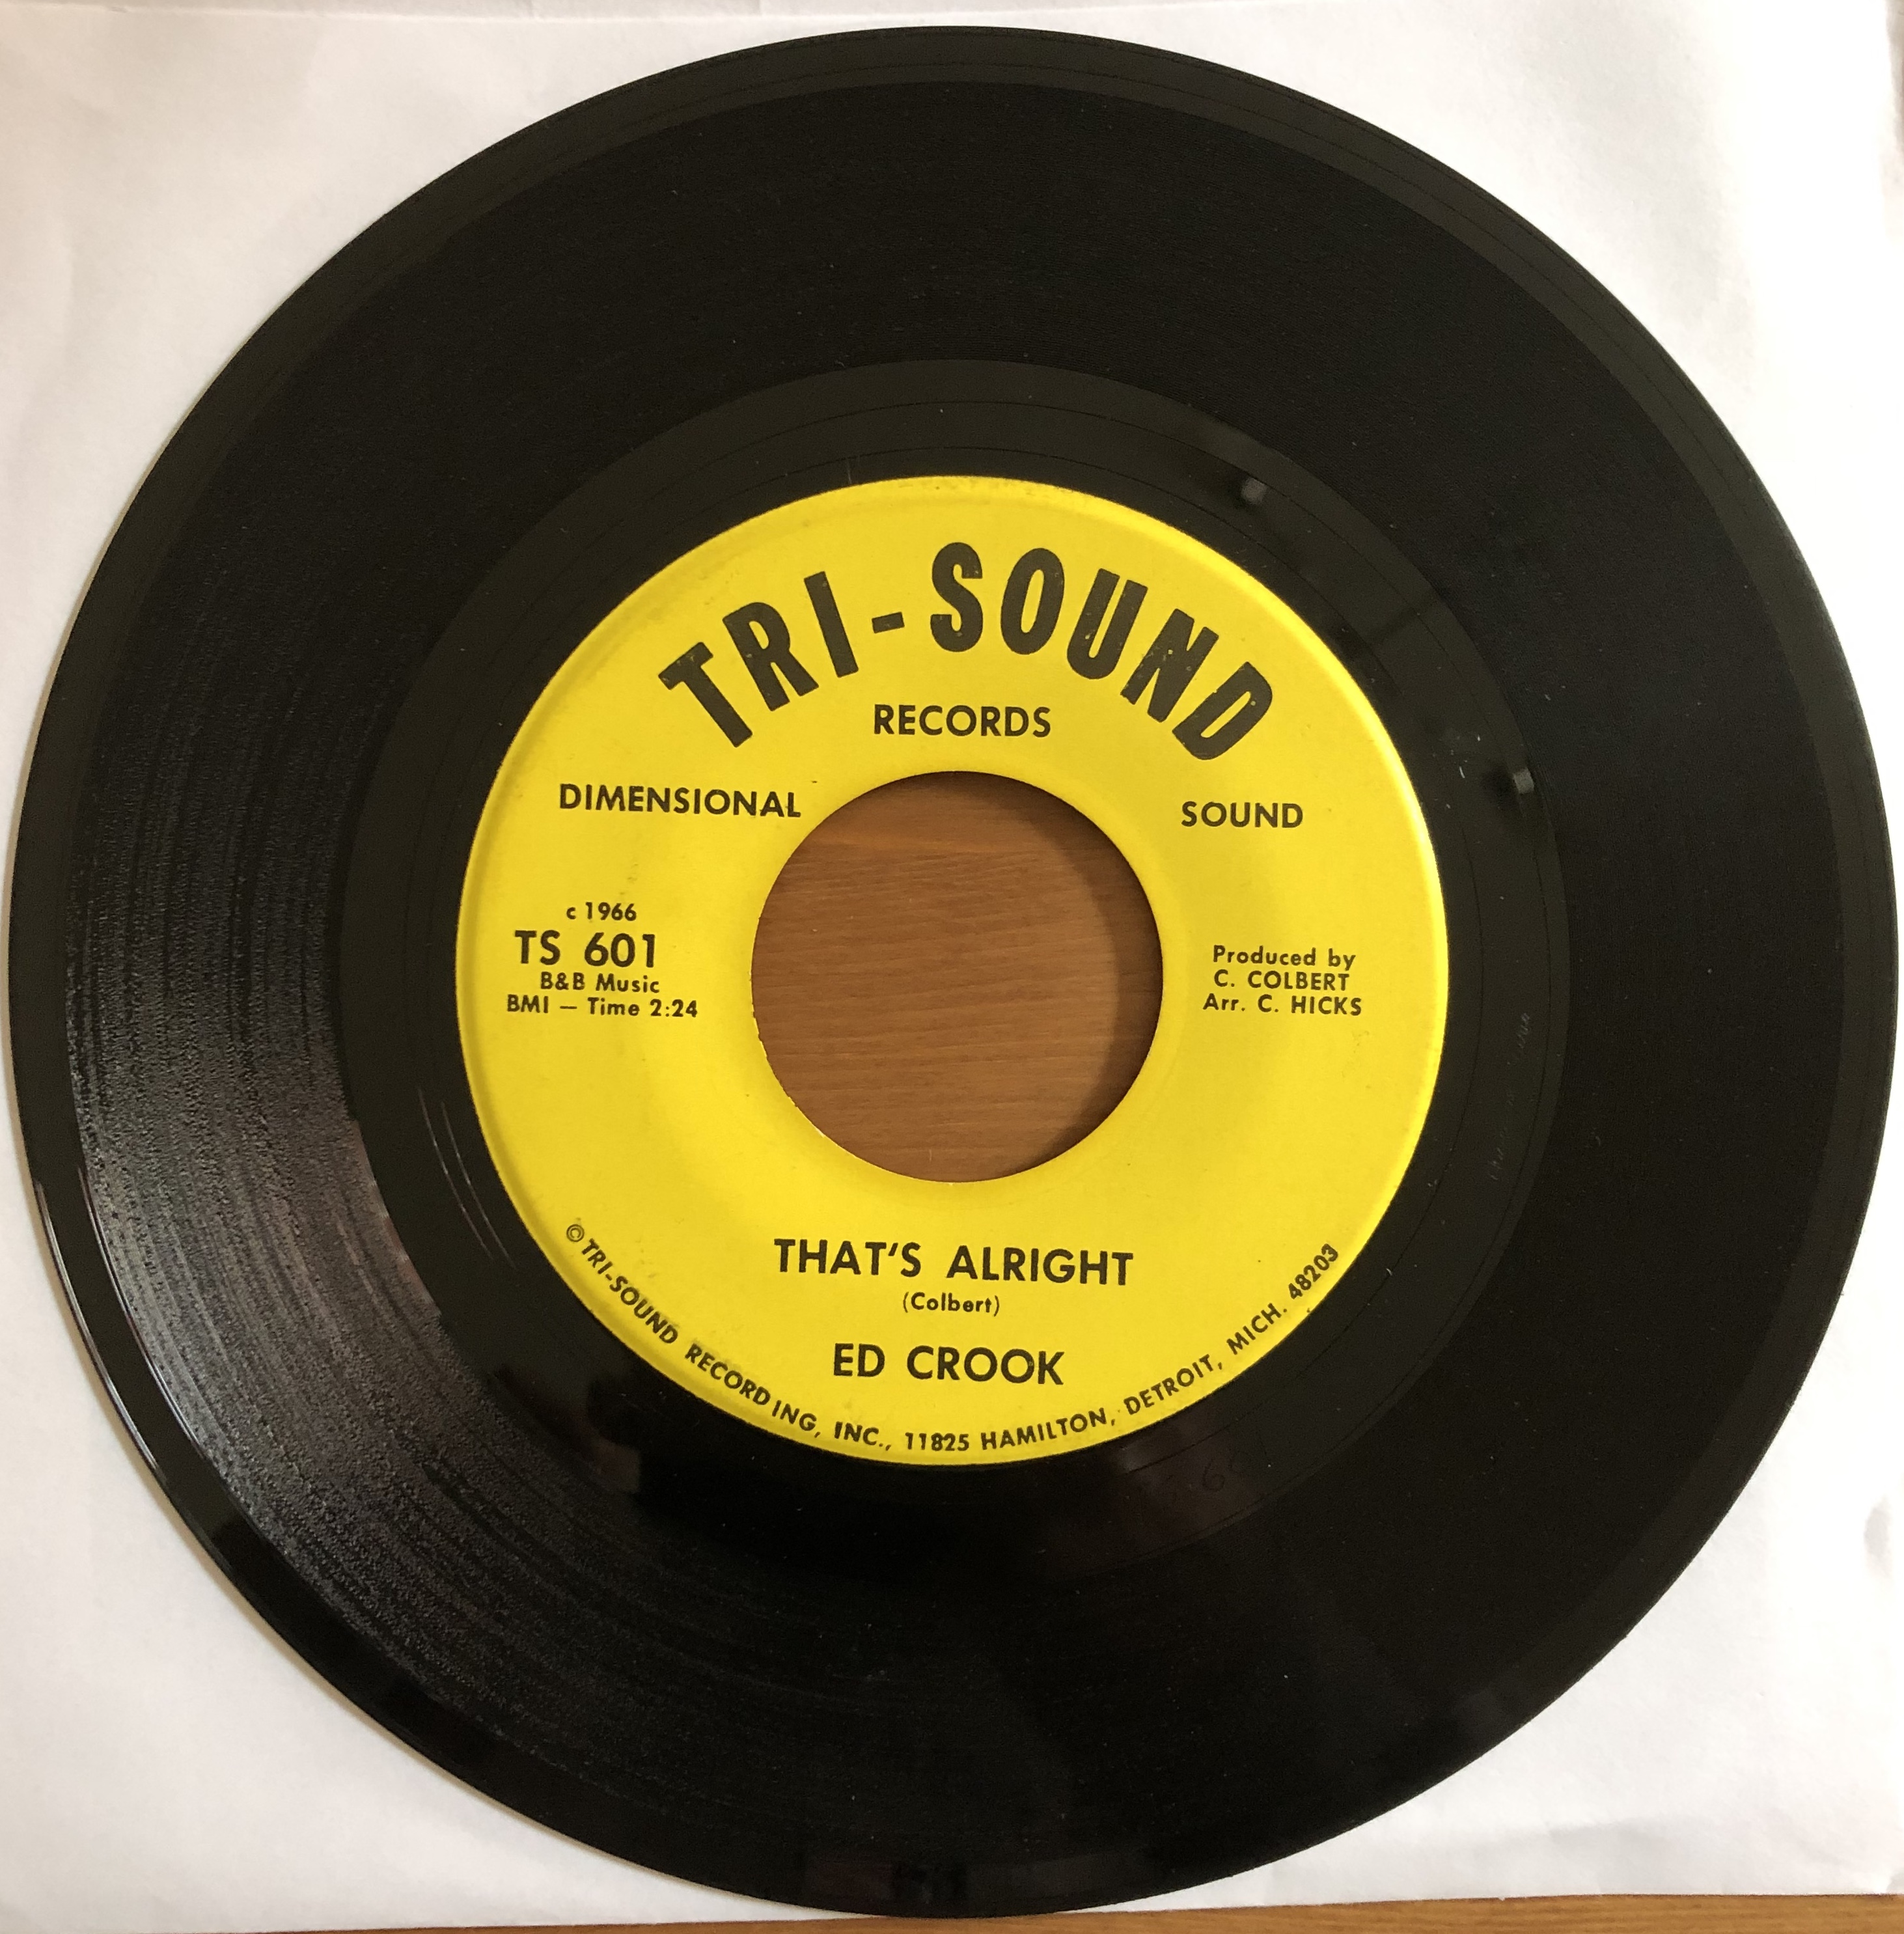 TRI-SOUND
RECORDS
DIMENSIONAL SOUND
c 1966
TS 601
B&B Music
BMI — Time 2:24
Produced by
C. COLBERT
Arr. C. HICKS
THAT'S ALRIGHT
(Colbert)
ED CROOK
© TRI-SOUND RECORDING, INC., 11825 HAMILTON, DETROIT, MICH. 48203